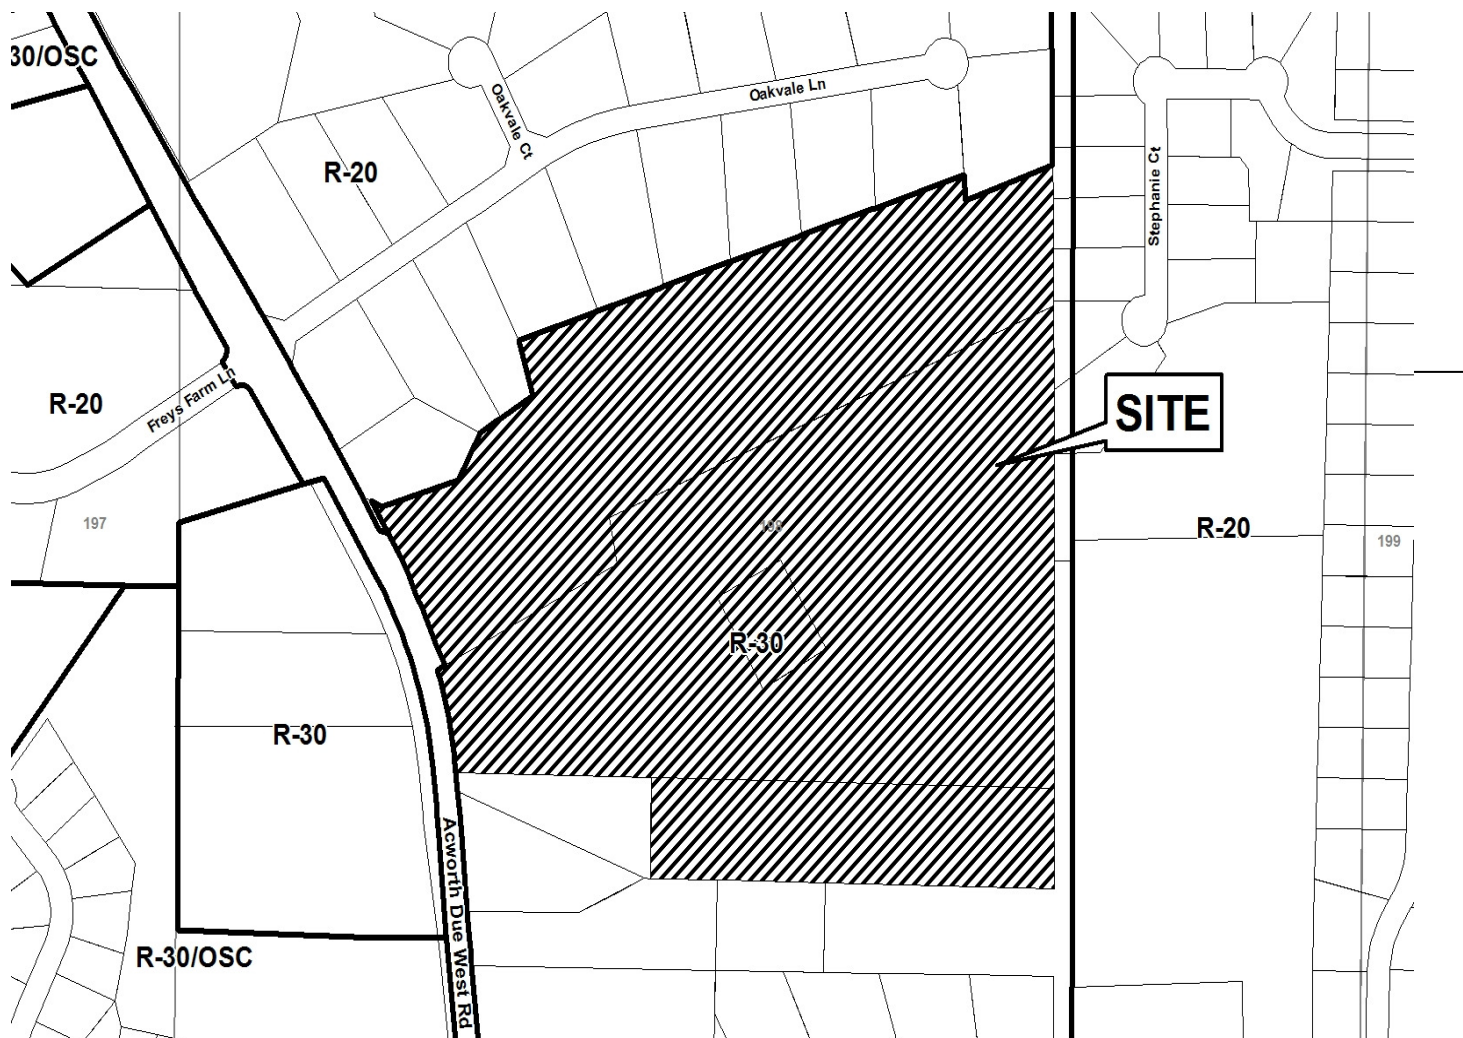 30/OSC
Oakvale Ln
Oakvale Ct
R-20
Stephanie Ct
R-20
Freys Farm Ln
SITE
197
198
R-20
199
R-30
R-30
Acworth Due West Rd
R-30/OSC